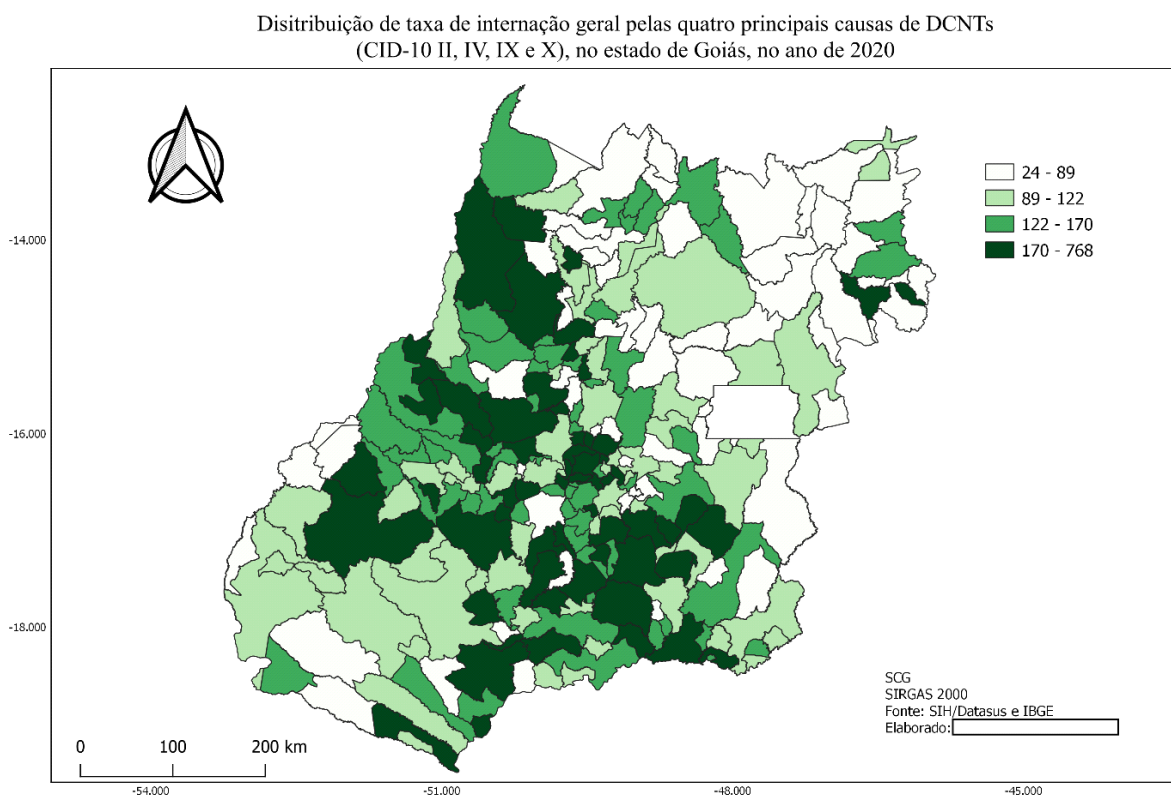 Disitribuição de taxa de internação geral pelas quatro principais causas de DCNTs
(CID-10 II, IV, IX e X), no estado de Goiás, no ano de 2020
24 - 89
89 - 122
122 - 170
170 - 768
-14.000
-16.000
-18.000
SCG
SIRGAS 2000
Fonte: SIH/Datasus e IBGE
Elaborado:
0 100 200 km
-54.000 -51.000 -48.000 -45.000